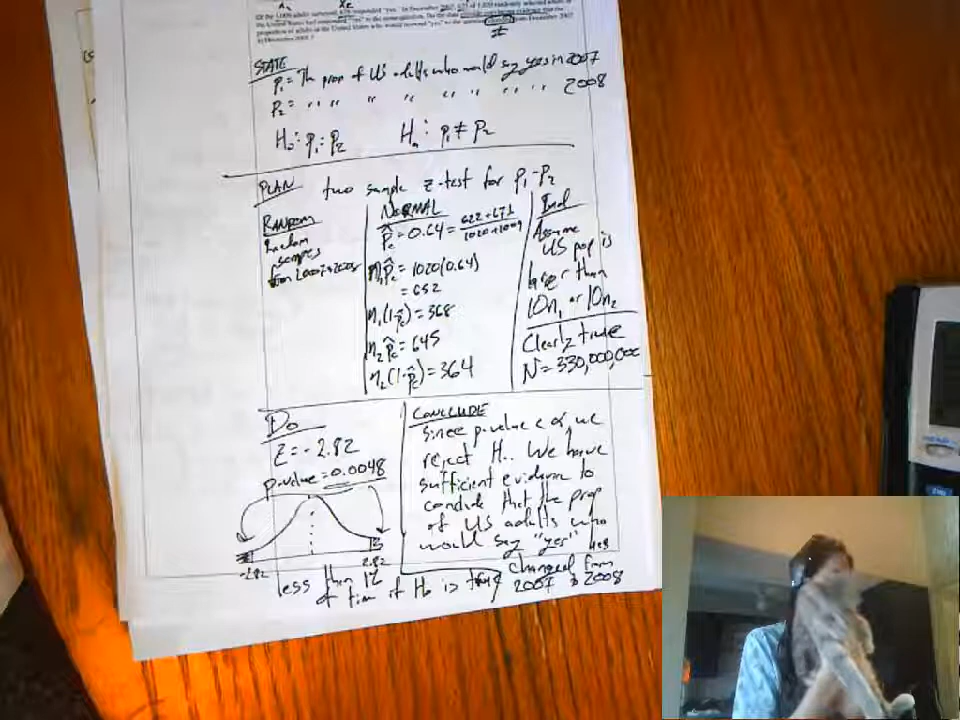 STATE
p₁ = The prop of US adults who would say yes in 2007
p₂ = " " " " " " " " " " 2008
H₀: p₁ = p₂ Hₐ: p₁ ≠ p₂
PLAN two sample z-test for p₁-p₂
RANDOM
Random
samples
from 2007 & 2008
NORMAL
p̂c = 0.64 = 622+671 / 1020+1009
n₁p̂c = 1020(0.64)
= 652
n₁(1-p̂c) = 368
n₂p̂c = 645
n₂(1-p̂c) = 364
Ind
Assume
US pop is
larger than
10n₁ or 10n₂
Clearly true
N = 330,000,000
Do
Z = -2.82
p-value = 0.0048
-2.82 2.82
less than 1%
of time if H₀ is true
CONCLUDE
Since p-value < α, we
reject H₀. We have
sufficient evidence to
conclude that the prop
of US adults who
would say "yes" has
changed from
2007 to 2008